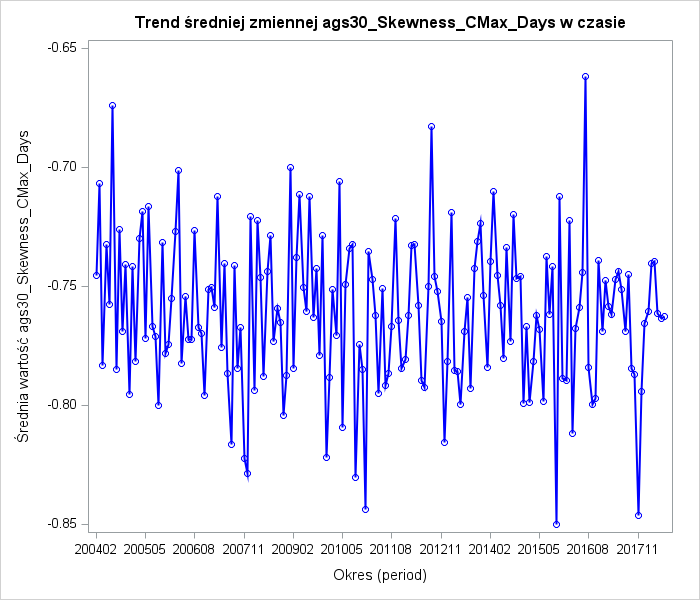 Trend średniej zmiennej ags30_Skewness_CMax_Days w czasie
Średnia wartość ags30_Skewness_CMax_Days
-0.65
-0.70
-0.75
-0.80
-0.85
200402 200505 200608 200711 200902 201005 201108 201211 201402 201505 201608 201711
Okres (period)